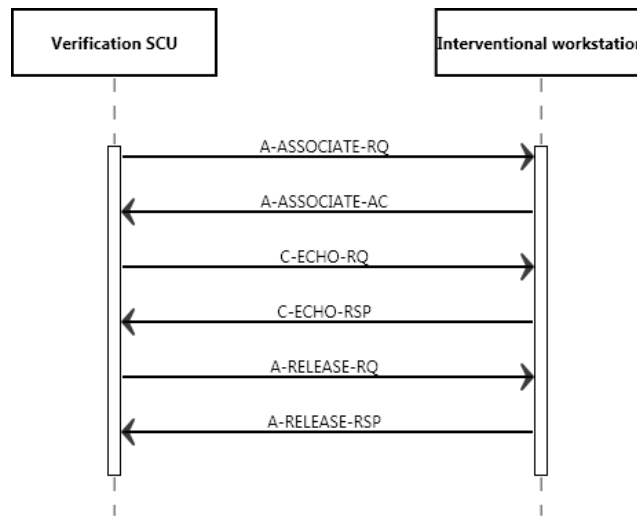 Verification SCU
Interventional workstation
A-ASSOCIATE-RQ
A-ASSOCIATE-AC
C-ECHO-RQ
C-ECHO-RSP
A-RELEASE-RQ
A-RELEASE-RSP